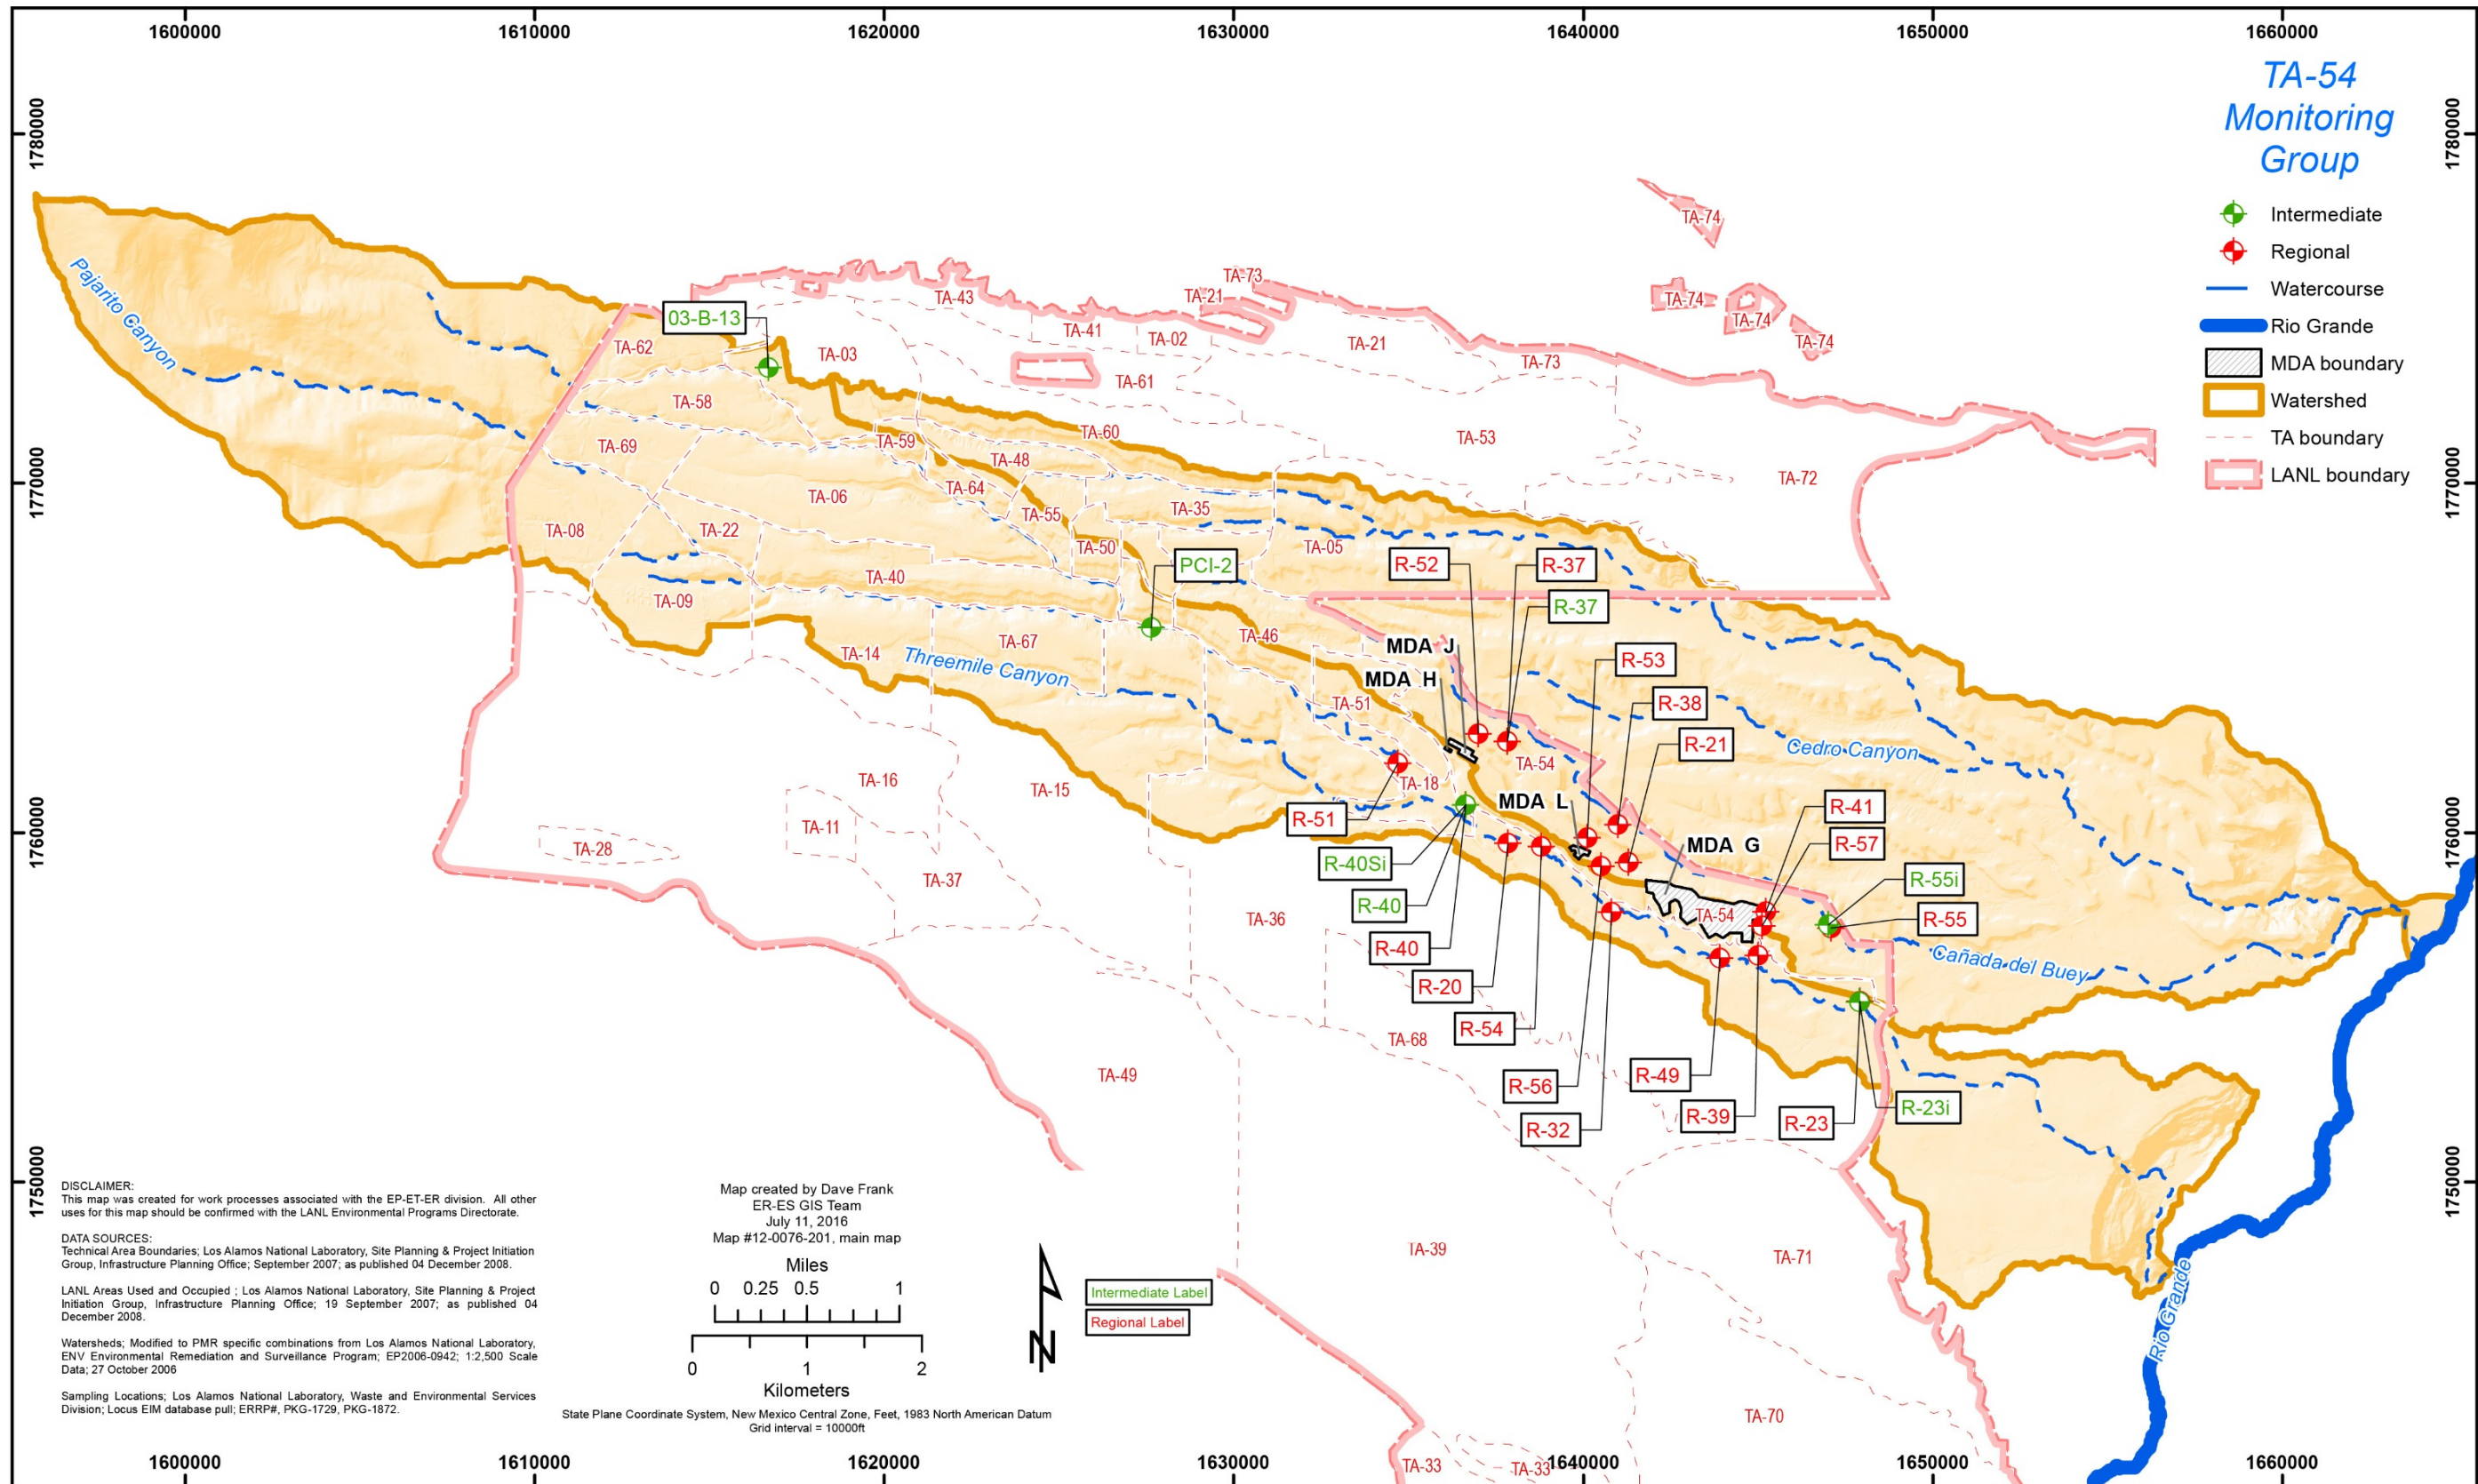 1600000
1610000
1620000
1630000
1640000
1650000
1660000
1780000
1780000
TA-54
Monitoring
Group
Intermediate
Regional
Watercourse
Rio Grande
MDA boundary
Watershed
TA boundary
LANL boundary
TA-74
TA-74
TA-74
TA-74
Pajarito Canyon
03-B-13
TA-62
TA-03
TA-43
TA-73
TA-21
TA-41
TA-02
TA-21
TA-73
TA-61
TA-58
TA-59
TA-60
TA-53
TA-69
TA-48
TA-72
1770000
1770000
TA-06
TA-64
TA-35
TA-08
TA-22
TA-55
TA-50
TA-05
PCI-2
R-52
R-37
R-37
TA-40
TA-09
TA-46
TA-67
TA-14
Threemile Canyon
MDA J
MDA H
R-53
R-38
R-21
TA-51
Cedro Canyon
TA-54
TA-16
TA-15
TA-18
TA-11
TA-28
R-51
MDA L
R-41
R-57
MDA G
1760000
1760000
R-40Si
R-55i
TA-37
R-40
R-55
TA-36
TA-54
R-40
Cañada del Buey
R-20
R-54
TA-68
TA-49
R-56
R-49
R-32
R-39
R-23
R-23i
1750000
1750000
TA-39
TA-71
Rio Grande
TA-70
TA-33
TA-33
DISCLAIMER:
This map was created for work processes associated with the EP-ET-ER division. All other
uses for this map should be confirmed with the LANL Environmental Programs Directorate.
DATA SOURCES:
Technical Area Boundaries; Los Alamos National Laboratory, Site Planning & Project Initiation
Group, Infrastructure Planning Office; September 2007; as published 04 December 2008.
LANL Areas Used and Occupied ; Los Alamos National Laboratory, Site Planning & Project
Initiation Group, Infrastructure Planning Office; 19 September 2007; as published 04
December 2008.
Watersheds; Modified to PMR specific combinations from Los Alamos National Laboratory,
ENV Environmental Remediation and Surveillance Program; EP2006-0942; 1:2,500 Scale
Data; 27 October 2006
Sampling Locations; Los Alamos National Laboratory, Waste and Environmental Services
Division; Locus EIM database pull; ERRP#, PKG-1729, PKG-1872.
Map created by Dave Frank
ER-ES GIS Team
July 11, 2016
Map #12-0076-201, main map
Miles
0 0.25 0.5 1
0 1 2
Kilometers
State Plane Coordinate System, New Mexico Central Zone, Feet, 1983 North American Datum
Grid interval = 10000ft
N
Intermediate Label
Regional Label
1600000
1610000
1620000
1630000
1640000
1650000
1660000